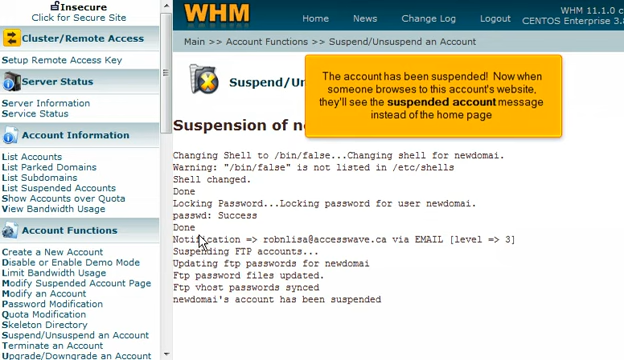 Insecure
Click for Secure Site
Cluster/Remote Access
Setup Remote Access Key
Server Status
Server Information
Service Status
Account Information
List Accounts
List Parked Domains
List Subdomains
List Suspended Accounts
Show Accounts over Quota
View Bandwidth Usage
Account Functions
Create a New Account
Disable or Enable Demo Mode
Limit Bandwidth Usage
Modify Suspended Account Page
Modify an Account
Password Modification
Quota Modification
Skeleton Directory
Suspend/Unsuspend an Account
Terminate an Account
Upgrade/Downgrade an Account
WHM
Home News Change Log Logout
WHM 11.1.0
CENTOS Enterprise 3.8
Main >> Account Functions >> Suspend/Unsuspend an Account
Suspend/Un
The account has been suspended! Now when
someone browses to this account's website,
they'll see the suspended account message
instead of the home page
Suspension of
Changing Shell to /bin/false...Changing shell for newdomai.
Warning: "/bin/false" is not listed in /etc/shells
Shell changed.
Done
Locking Password...Locking password for user newdomai.
passwd: Success
Done
Notification => robnlisa@accesswave.ca via EMAIL [level => 3]
Suspending FTP accounts...
Updating ftp passwords for newdomai
Ftp password files updated.
Ftp vhost passwords synced
newdomai's account has been suspended